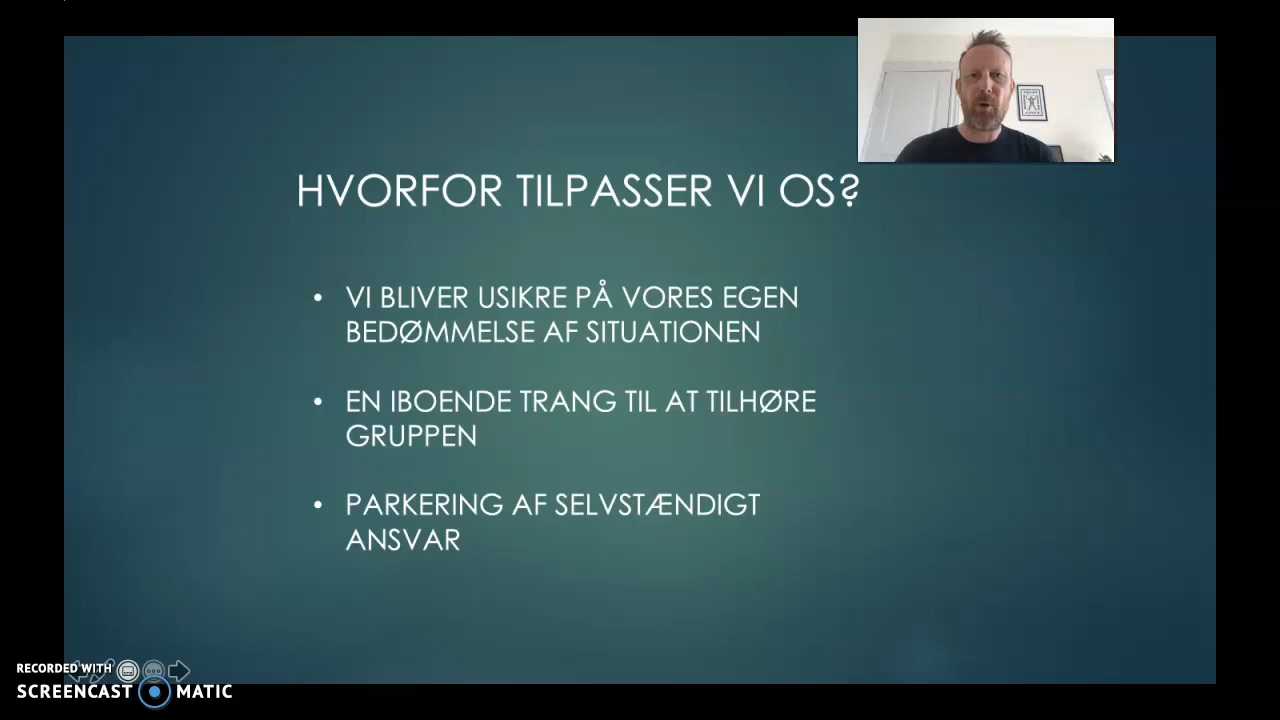 HVORFOR TILPASSER VI OS?
• VI BLIVER USIKRE PÅ VORES EGEN
BEDØMMELSE AF SITUATIONEN
• EN IBOENDE TRANG TIL AT TILHØRE
GRUPPEN
• PARKERING AF SELVSTÆNDIGT
ANSVAR
RECORDED WITH
SCREENCAST MATIC